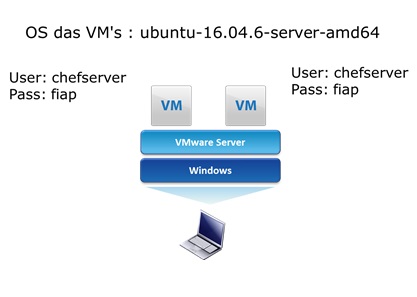 OS das VM's : ubuntu-16.04.6-server-amd64
User: chefserver
Pass: fiap
User: chefserver
Pass: fiap
VM
VM
VMware Server
Windows